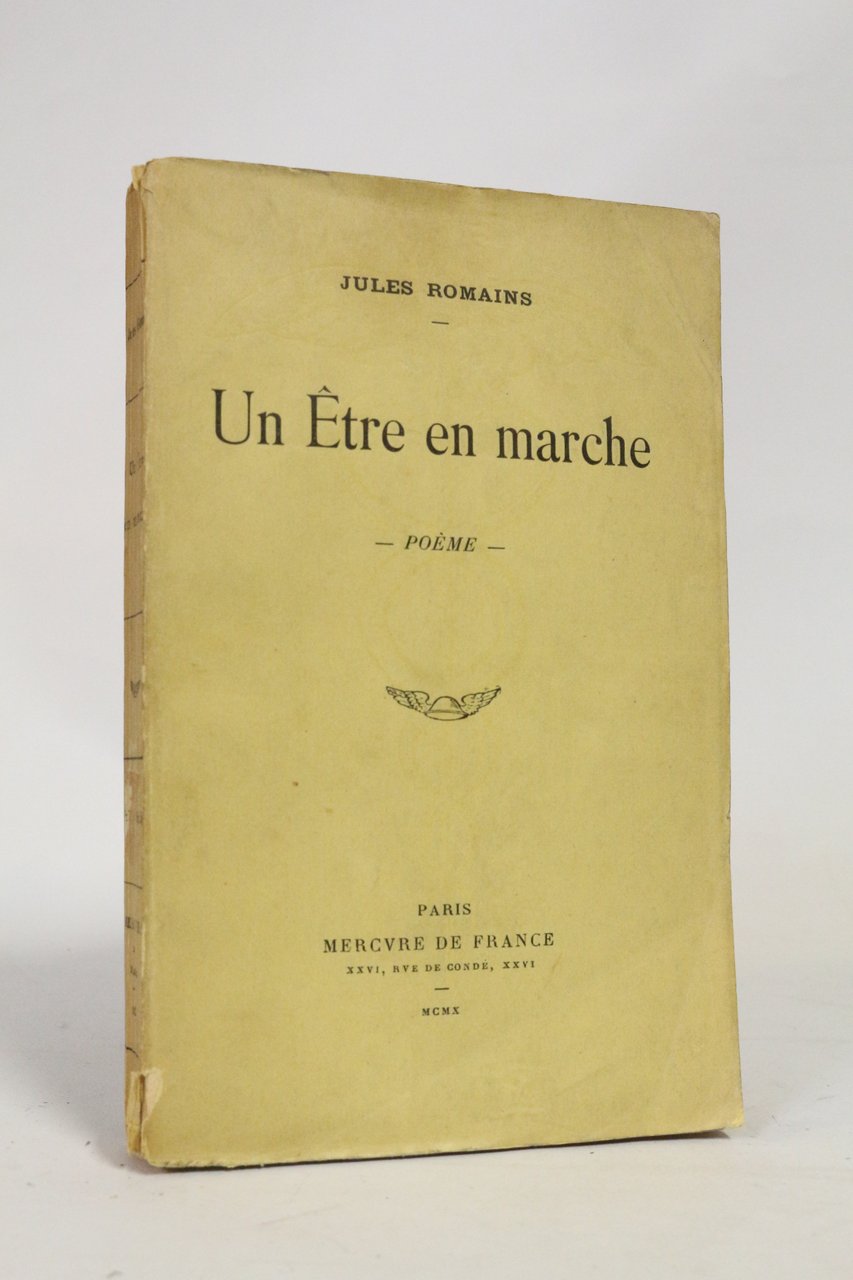 JULES ROMAINS
—
Un Être en marche
— POÈME —
PARIS
MERCVRE DE FRANCE
XXVI, RVE DE CONDÉ, XXVI
—
MCMX